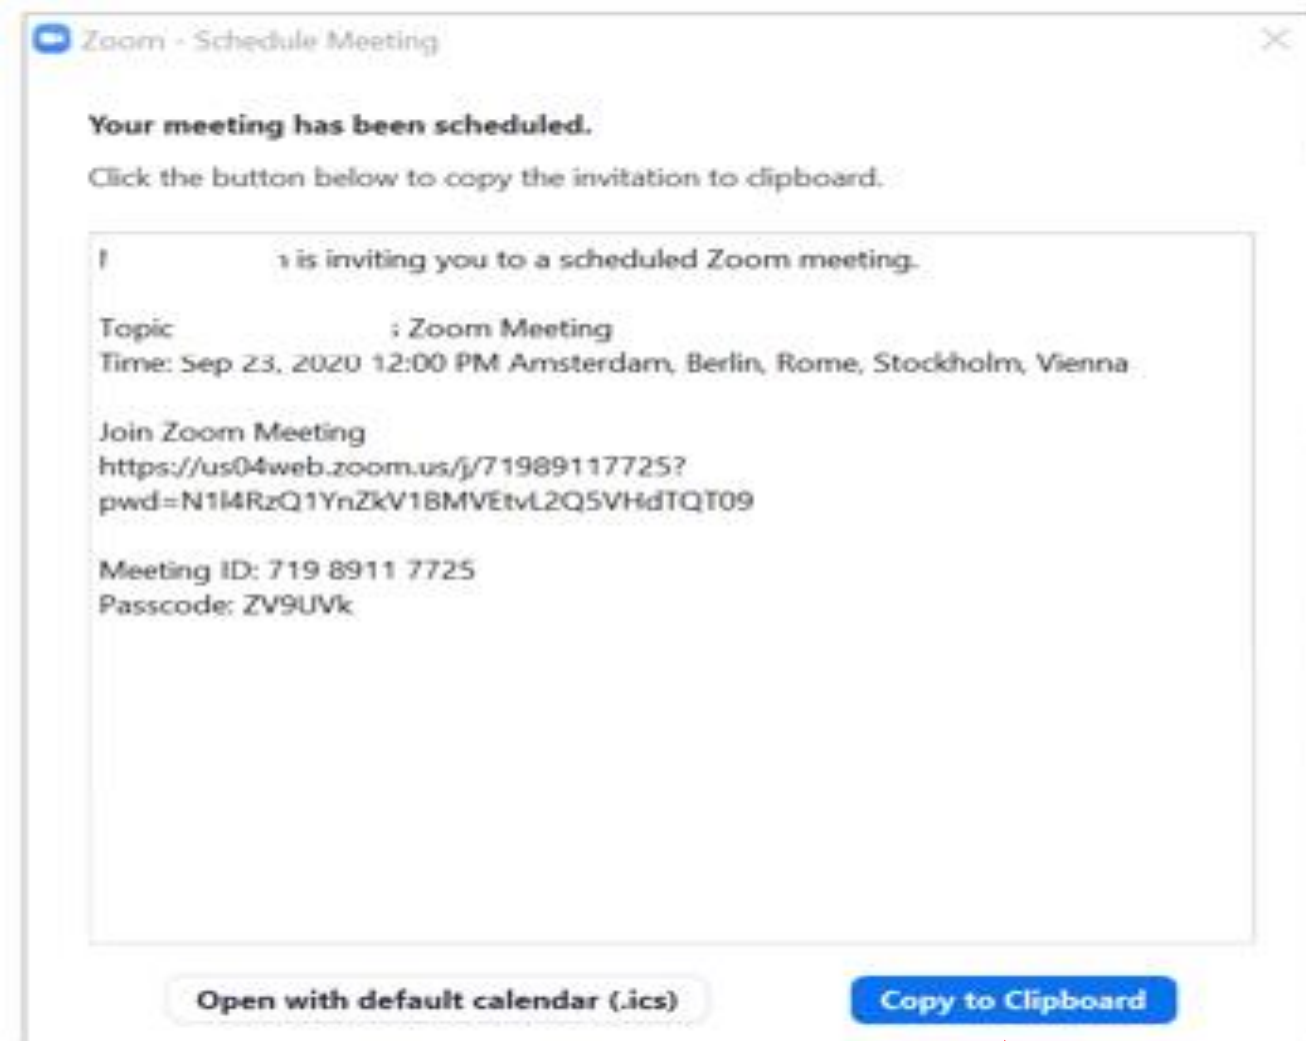 Zoom - Schedule Meeting
Your meeting has been scheduled.
Click the button below to copy the invitation to clipboard.
is inviting you to a scheduled Zoom meeting.
Topic Zoom Meeting
Time: Sep 23, 2020 12:00 PM Amsterdam, Berlin, Rome, Stockholm, Vienna
Join Zoom Meeting
https://us04web.zoom.us/j/71989117725?
pwd=N1l4RzQ1YnZkV1BMVEtvL2Q5VHdTQT09
Meeting ID: 719 8911 7725
Passcode: ZV9UVk
Open with default calendar (.ics)
Copy to Clipboard